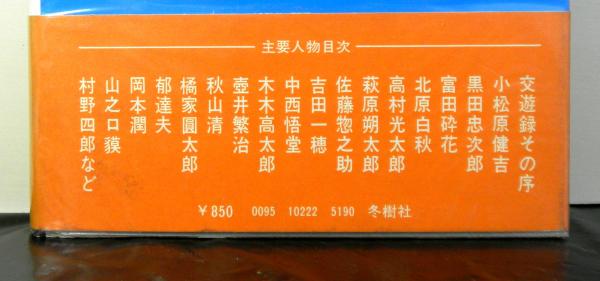 主要人物目次
交遊録その序
小松原健吉
黒田忠次郎
富田砕花
北原白秋
高村光太郎
萩原朔太郎
佐藤惣之助
吉田一穂
中西悟堂
木木高太郎
壺井繁治
秋山清
橘家圓太郎
郁達夫
岡本潤
山之口貘
村野四郎など
¥850 0095 10222 5190 冬樹社